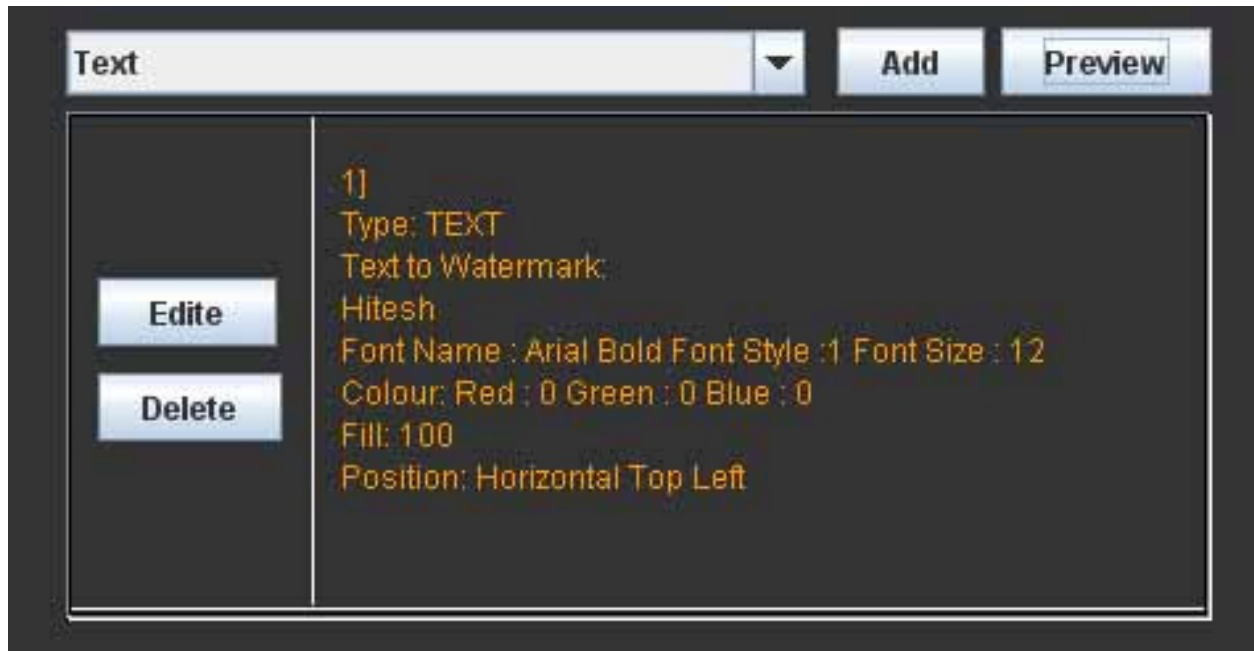 Text
Add
Preview
1]
Type: TEXT
Text to Watermark:
Hitesh
Font Name : Arial Bold Font Style :1 Font Size : 12
Colour: Red : 0 Green : 0 Blue : 0
Fill: 100
Position: Horizontal Top Left
Edite
Delete